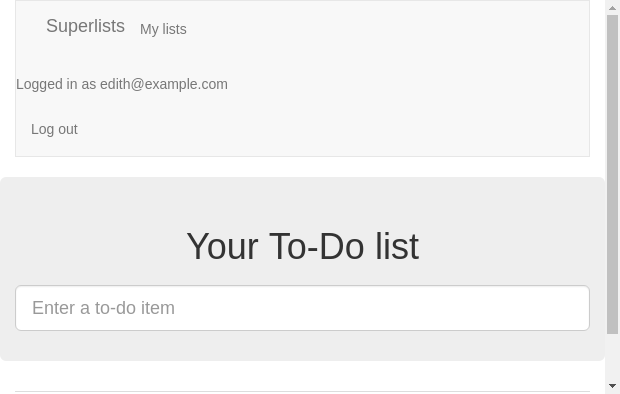 Superlists My lists
Logged in as edith@example.com
Log out
Your To-Do list
Enter a to-do item